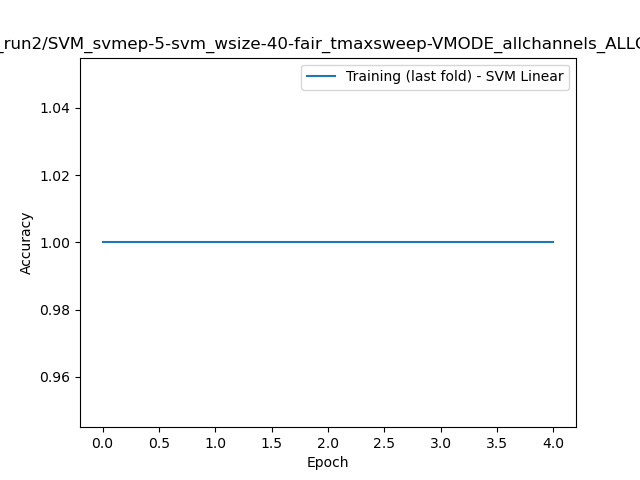 _run2/SVM_svmep-5-svm_wsize-40-fair_tmaxsweep-VMODE_allchannels_ALLC
Training (last fold) - SVM Linear
1.04
1.02
1.00
0.98
0.96
Accuracy
0.0 0.5 1.0 1.5 2.0 2.5 3.0 3.5 4.0
Epoch